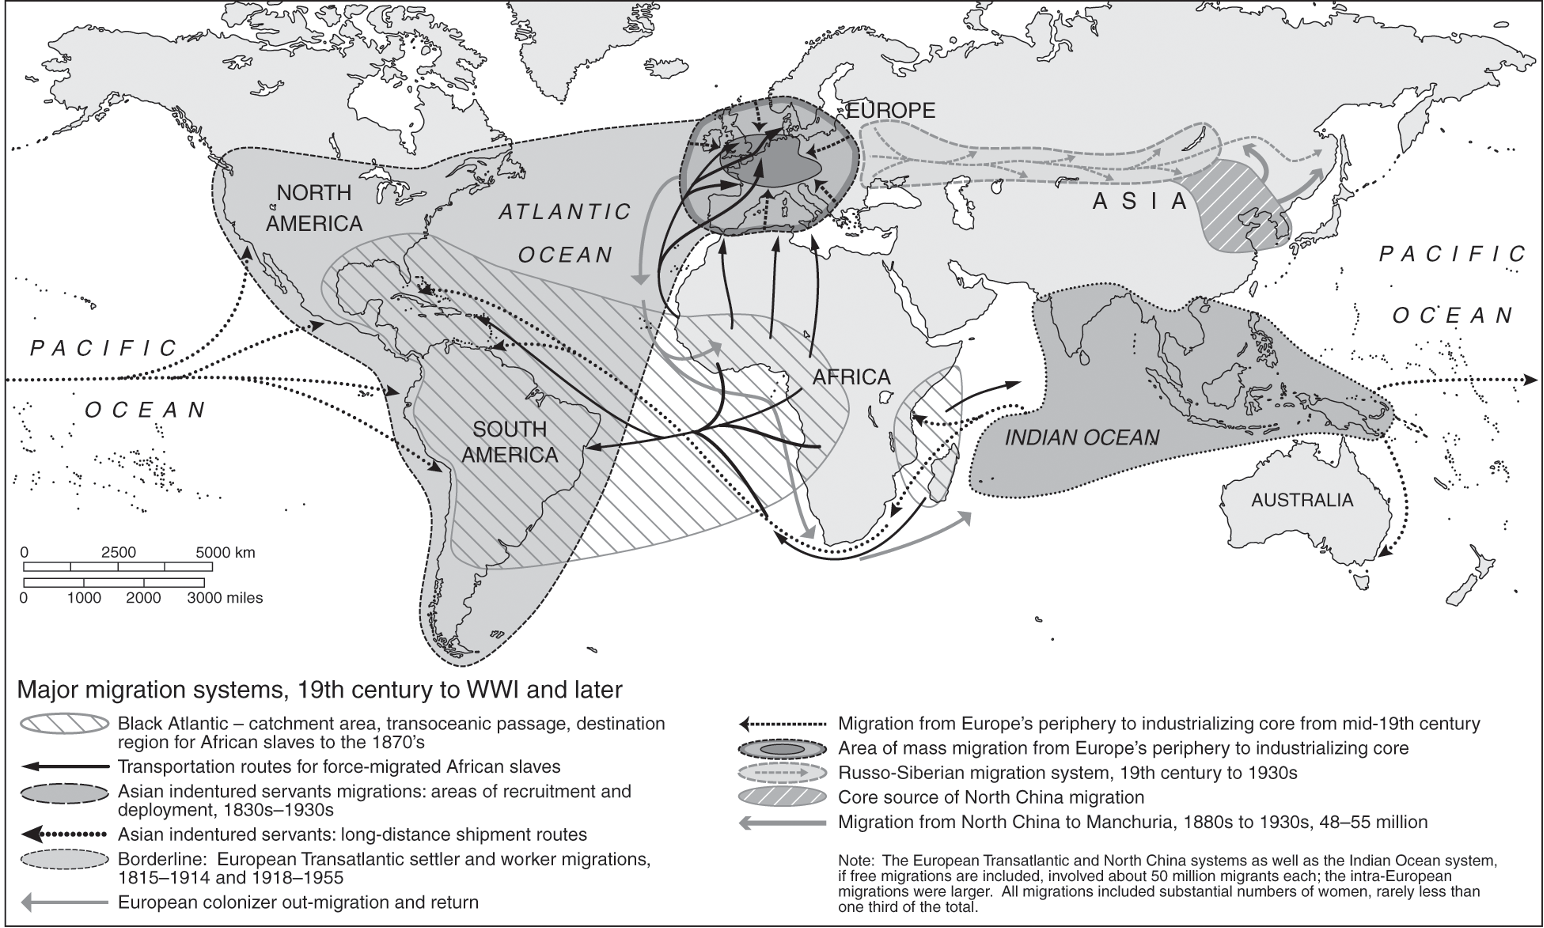 EUROPE
NORTH
AMERICA
ATLANTIC
OCEAN
ASIA
PACIFIC
OCEAN
PACIFIC
OCEAN
AFRICA
SOUTH
AMERICA
INDIAN OCEAN
AUSTRALIA
0 2500 5000 km
0 1000 2000 3000 miles
Major migration systems, 19th century to WWI and later
Black Atlantic – catchment area, transoceanic passage, destination
region for African slaves to the 1870's
Transportation routes for force-migrated African slaves
Asian indentured servants migrations: areas of recruitment and
deployment, 1830s–1930s
Asian indentured servants: long-distance shipment routes
Borderline: European Transatlantic settler and worker migrations,
1815–1914 and 1918–1955
European colonizer out-migration and return
Migration from Europe's periphery to industrializing core from mid-19th century
Area of mass migration from Europe's periphery to industrializing core
Russo-Siberian migration system, 19th century to 1930s
Core source of North China migration
Migration from North China to Manchuria, 1880s to 1930s, 48–55 million
Note: The European Transatlantic and North China systems as well as the Indian Ocean system,
if free migrations are included, involved about 50 million migrants each; the intra-European
migrations were larger. All migrations included substantial numbers of women, rarely less than
one third of the total.